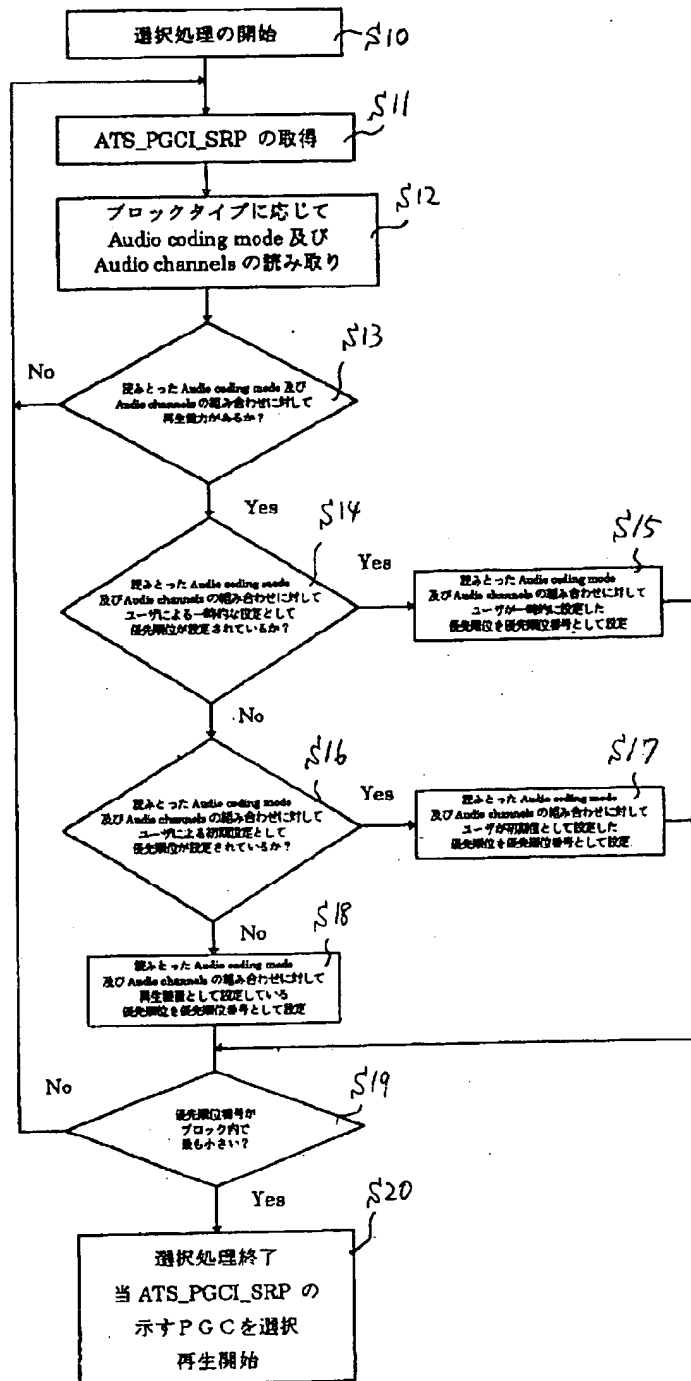 選択処理の開始
S10
S11
ATS_PGCI_SRP の取得
S12
ブロックタイプに応じて
Audio coding mode 及び
Audio channels の読み取り
S13
No
読みとった Audio coding mode 及び
Audio channels の組み合わせに対して
再生能力があるか？
Yes
S14
読みとった Audio coding mode
及び Audio channels の組み合わせに対して
ユーザによる一時的な設定として
優先順位が設定されているか？
Yes
S15
読みとった Audio coding mode
及び Audio channels の組み合わせに対して
ユーザが一時的に設定した
優先順位を優先順位番号として設定
No
S16
読みとった Audio coding mode
及び Audio channels の組み合わせに対して
ユーザによる初期設定として
優先順位が設定されているか？
Yes
S17
読みとった Audio coding mode
及び Audio channels の組み合わせに対して
ユーザが初期値として設定した
優先順位を優先順位番号として設定
No
S18
読みとった Audio coding mode
及び Audio channels の組み合わせに対して
再生装置として設定している
優先順位を優先順位番号として設定
No
S19
優先順位番号が
ブロック内で
最も小さい？
Yes
S20
選択処理終了
当 ATS_PGCI_SRP の
示すＰＧＣを選択
再生開始